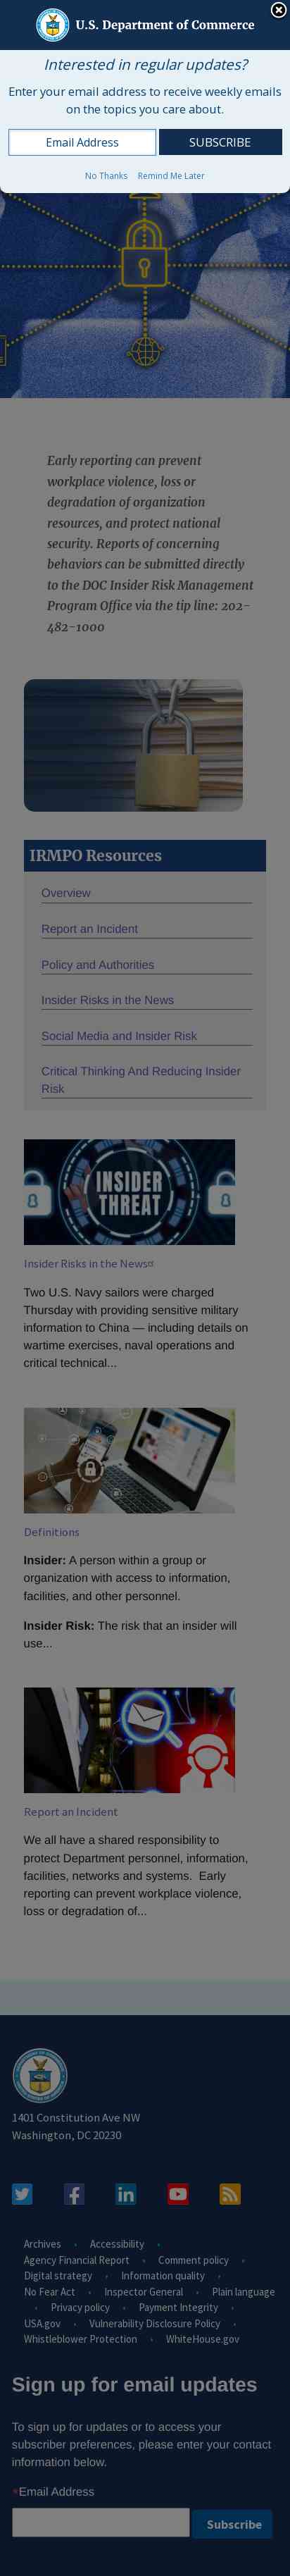 U.S. Department of Commerce
Interested in regular updates?
Enter your email address to receive weekly emails
on the topics you care about.
Email Address
SUBSCRIBE
No Thanks Remind Me Later
Early reporting can prevent
workplace violence, loss or
degradation of organization
resources, and protect national
security. Reports of concerning
behaviors can be submitted directly
to the DOC Insider Risk Management
Program Office via the tip line: 202-
482-1000
IRMPO Resources
Overview
Report an Incident
Policy and Authorities
Insider Risks in the News
Social Media and Insider Risk
Critical Thinking And Reducing Insider
Risk
INSIDER
THREAT
Insider Risks in the News
Two U.S. Navy sailors were charged
Thursday with providing sensitive military
information to China — including details on
wartime exercises, naval operations and
critical technical...
Definitions
Insider: A person within a group or
organization with access to information,
facilities, and other personnel.
Insider Risk: The risk that an insider will
use...
Report an Incident
We all have a shared responsibility to
protect Department personnel, information,
facilities, networks and systems. Early
reporting can prevent workplace violence,
loss or degradation of...
1401 Constitution Ave NW
Washington, DC 20230
Archives • Accessibility •
Agency Financial Report • Comment policy •
Digital strategy • Information quality •
No Fear Act • Inspector General • Plain language
• Privacy policy • Payment Integrity •
USA.gov • Vulnerability Disclosure Policy •
Whistleblower Protection • WhiteHouse.gov
Sign up for email updates
To sign up for updates or to access your
subscriber preferences, please enter your contact
information below.
*Email Address
Subscribe